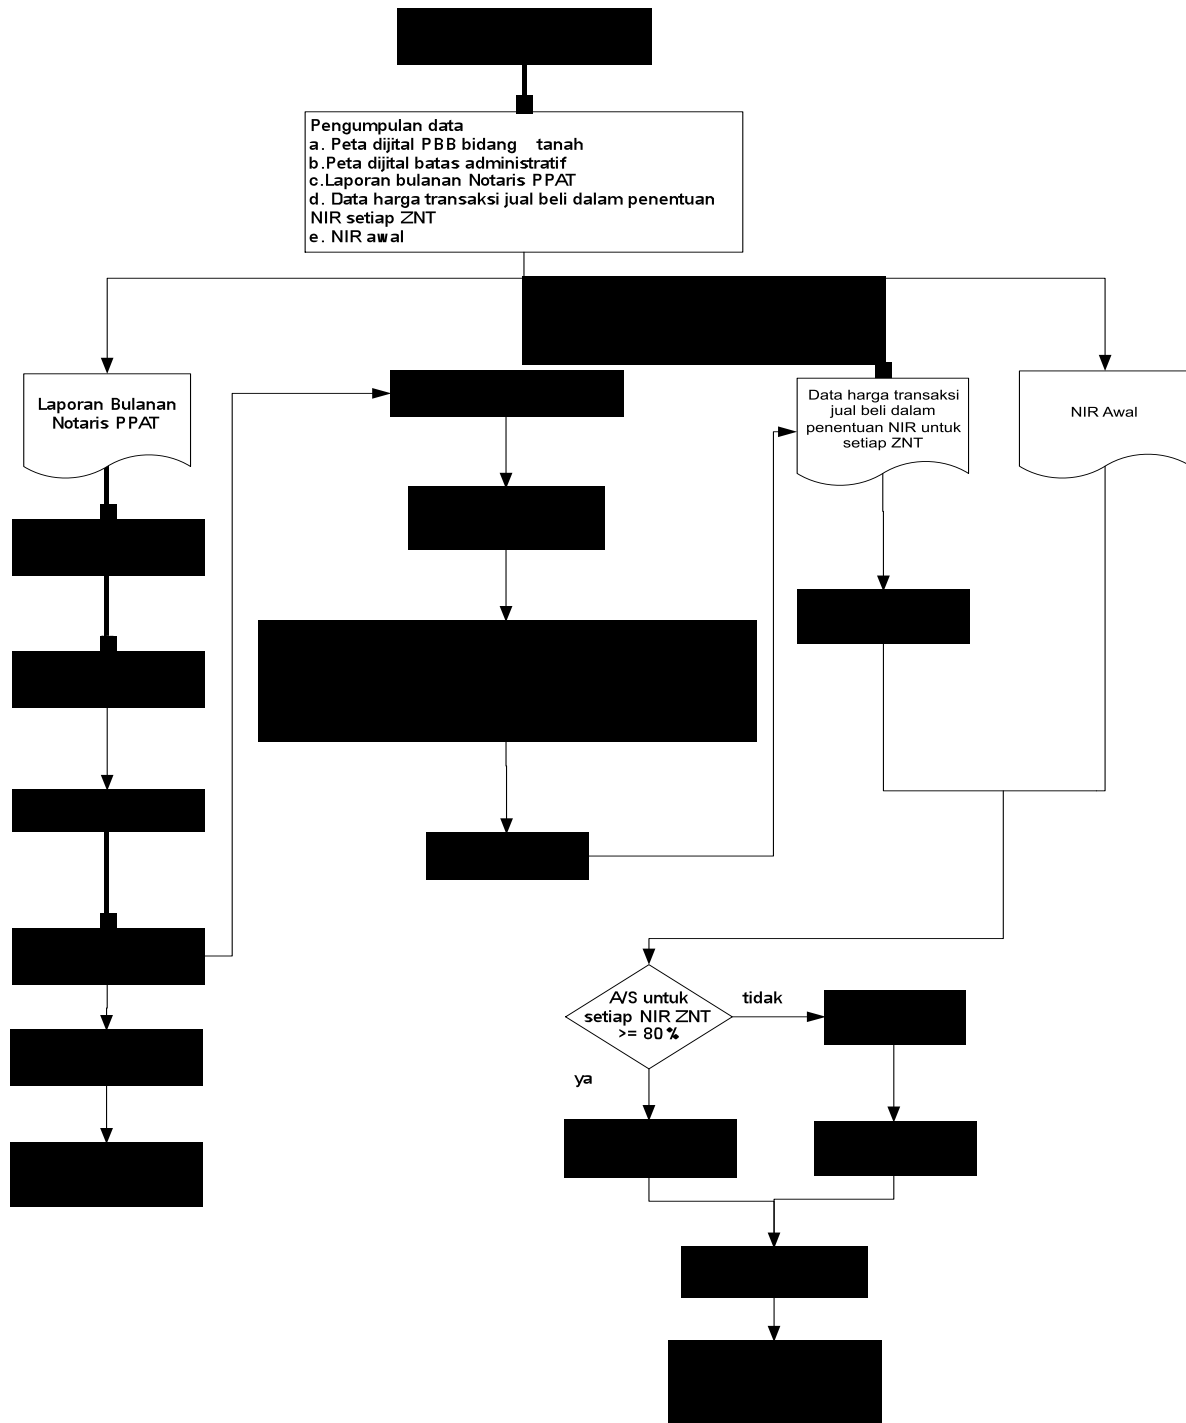 Pengumpulan data
a. Peta dijital PBB bidang tanah
b.Peta dijital batas administratif
c.Laporan bulanan Notaris PPAT
d. Data harga transaksi jual beli dalam penentuan
NIR setiap ZNT
e. NIR awal
Laporan Bulanan
Notaris PPAT
Data harga transaksi
jual beli dalam
penentuan NIR untuk
setiap ZNT
NIR Awal
A/S untuk
setiap NIR ZNT
>= 80%
tidak
ya